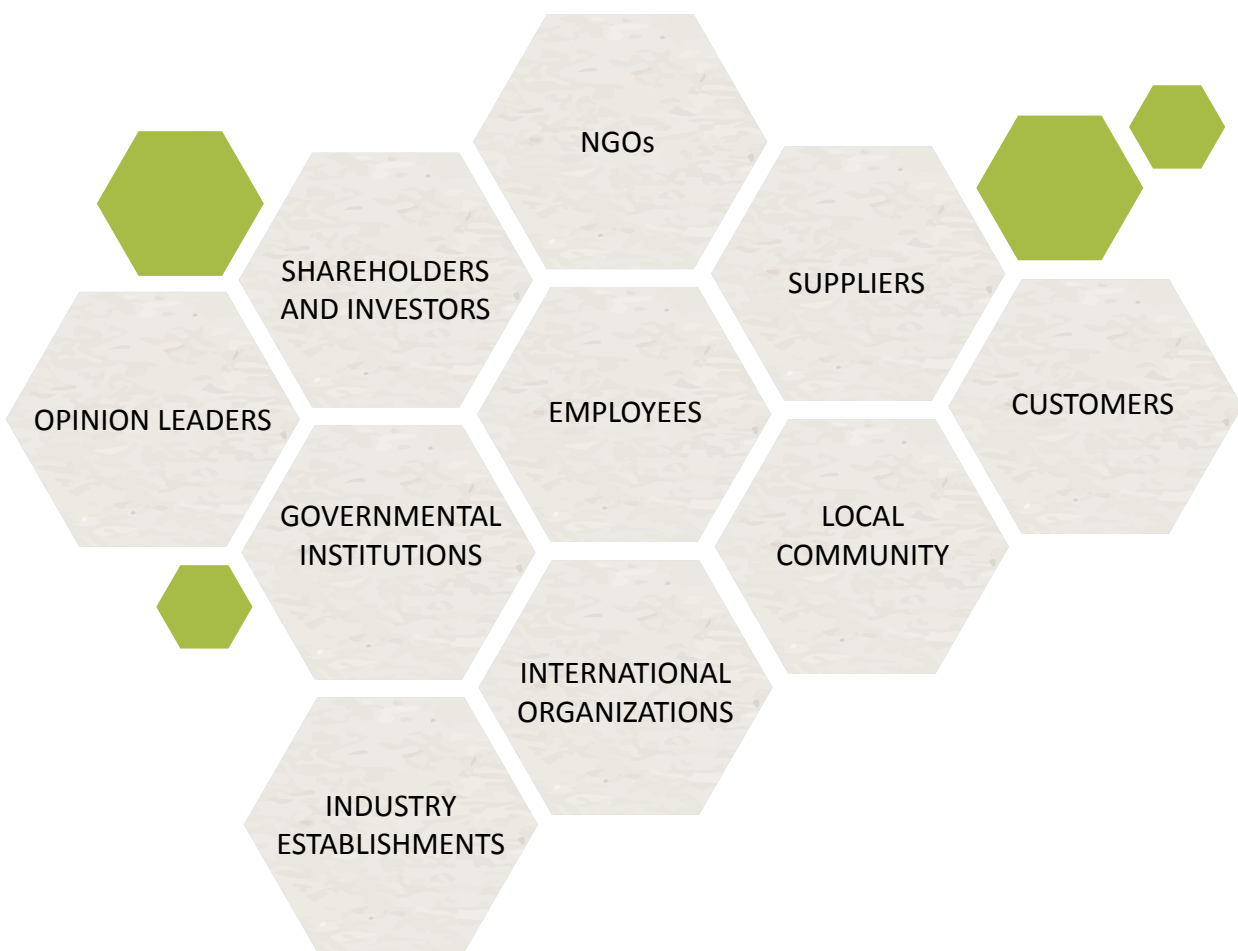 NGOs
SHAREHOLDERS
AND INVESTORS
SUPPLIERS
OPINION LEADERS
EMPLOYEES
CUSTOMERS
GOVERNMENTAL
INSTITUTIONS
LOCAL
COMMUNITY
INTERNATIONAL
ORGANIZATIONS
INDUSTRY
ESTABLISHMENTS